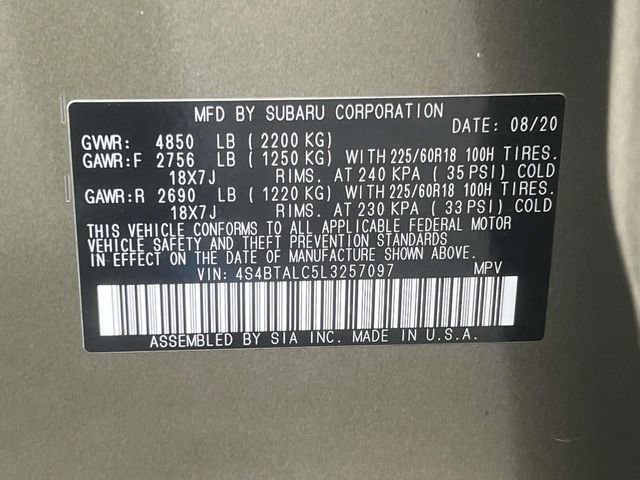 MFD BY SUBARU CORPORATION
DATE: 08/20
GVWR: 4850 LB (2200 KG)
GAWR:F 2756 LB (1250 KG) WITH 225/60R18 100H TIRES.
18X7J RIMS. AT 240 KPA (35 PSI) COLD
GAWR:R 2690 LB (1220 KG) WITH 225/60R18 100H TIRES.
18X7J RIMS. AT 230 KPA (33 PSI) COLD
THIS VEHICLE CONFORMS TO ALL APPLICABLE FEDERAL MOTOR
VEHICLE SAFETY AND THEFT PREVENTION STANDARDS
IN EFFECT ON THE DATE OF MANUFACTURE SHOWN ABOVE.
VIN: 4S4BTALC5L3257097 MPV
ASSEMBLED BY SIA INC. MADE IN U.S.A.